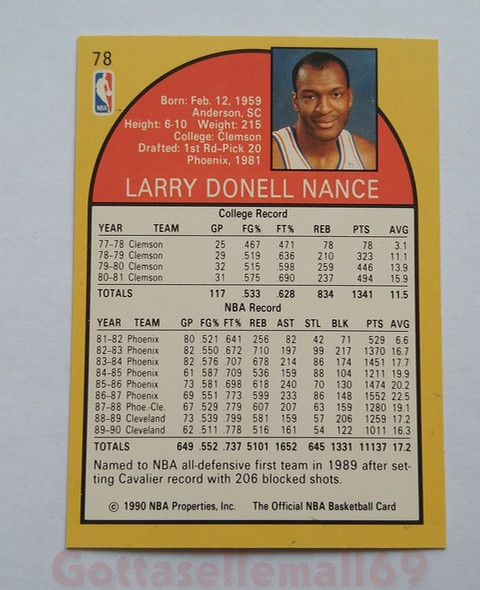 78
NBA
Born: Feb. 12, 1959
Anderson, SC
Height: 6-10 Weight: 215
College: Clemson
Drafted: 1st Rd-Pick 20
Phoenix, 1981
LARRY DONELL NANCE
College Record
YEAR TEAM GP FG% FT% REB PTS AVG
77-78 Clemson 25 .467 .471 78 78 3.1
78-79 Clemson 29 .519 .636 210 323 11.1
79-80 Clemson 32 .515 .598 259 446 13.9
80-81 Clemson 31 .575 .690 237 494 15.9
TOTALS 117 .533 .628 834 1341 11.5
NBA Record
YEAR TEAM GP FG% FT% REB AST STL BLK PTS AVG
81-82 Phoenix 80 .521 .641 256 82 42 71 529 6.6
82-83 Phoenix 82 .550 .672 710 197 99 217 1370 16.7
83-84 Phoenix 82 .576 .707 678 214 86 174 1451 17.7
84-85 Phoenix 61 .587 .709 536 159 88 104 1211 19.9
85-86 Phoenix 73 .581 .698 618 240 70 130 1474 20.2
86-87 Phoenix 69 .551 .773 599 233 86 148 1552 22.5
87-88 Phoe.-Cle. 67 .529 .779 607 207 63 159 1280 19.1
88-89 Cleveland 73 .539 .799 581 159 57 206 1259 17.2
89-90 Cleveland 62 .511 .778 516 161 54 122 1011 16.3
TOTALS 649 .552 .737 5101 1652 645 1331 11137 17.2
Named to NBA all-defensive first team in 1989 after set-
ting Cavalier record with 206 blocked shots.
© 1990 NBA Properties, Inc. The Official NBA Basketball Card
Gottasellemall69